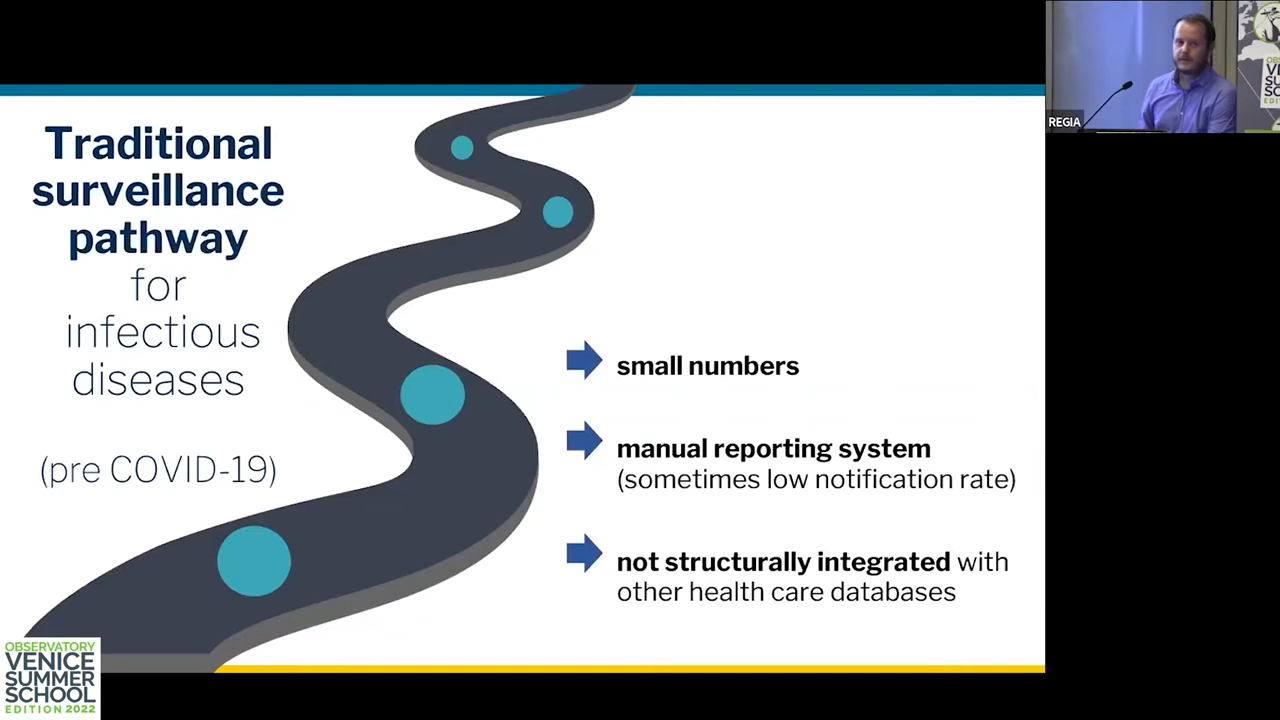 Traditional
surveillance
pathway
for
infectious
diseases
(pre COVID-19)
small numbers
manual reporting system
(sometimes low notification rate)
not structurally integrated with
other health care databases
OBSERVATORY
VENICE
SUMMER
SCHOOL
EDITION 2022
REGIA